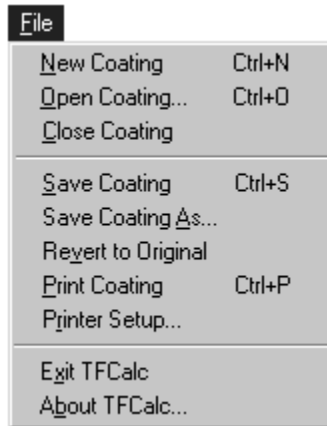 File
New Coating Ctrl+N
Open Coating... Ctrl+O
Close Coating
Save Coating Ctrl+S
Save Coating As...
Revert to Original
Print Coating Ctrl+P
Printer Setup...
Exit TFCalc
About TFCalc...